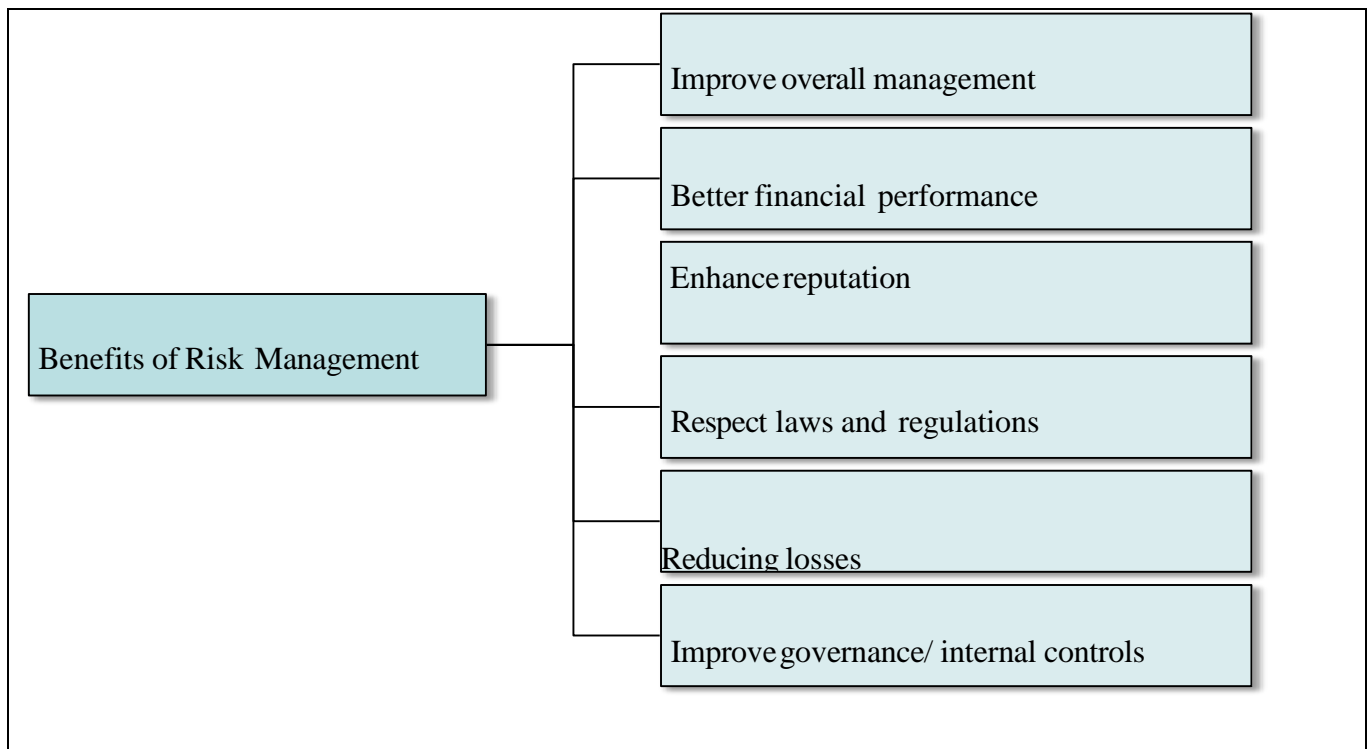 Improve overall management
Better financial performance
Enhance reputation
Benefits of Risk Management
Respect laws and regulations
Reducing losses
Improve governance/ internal controls